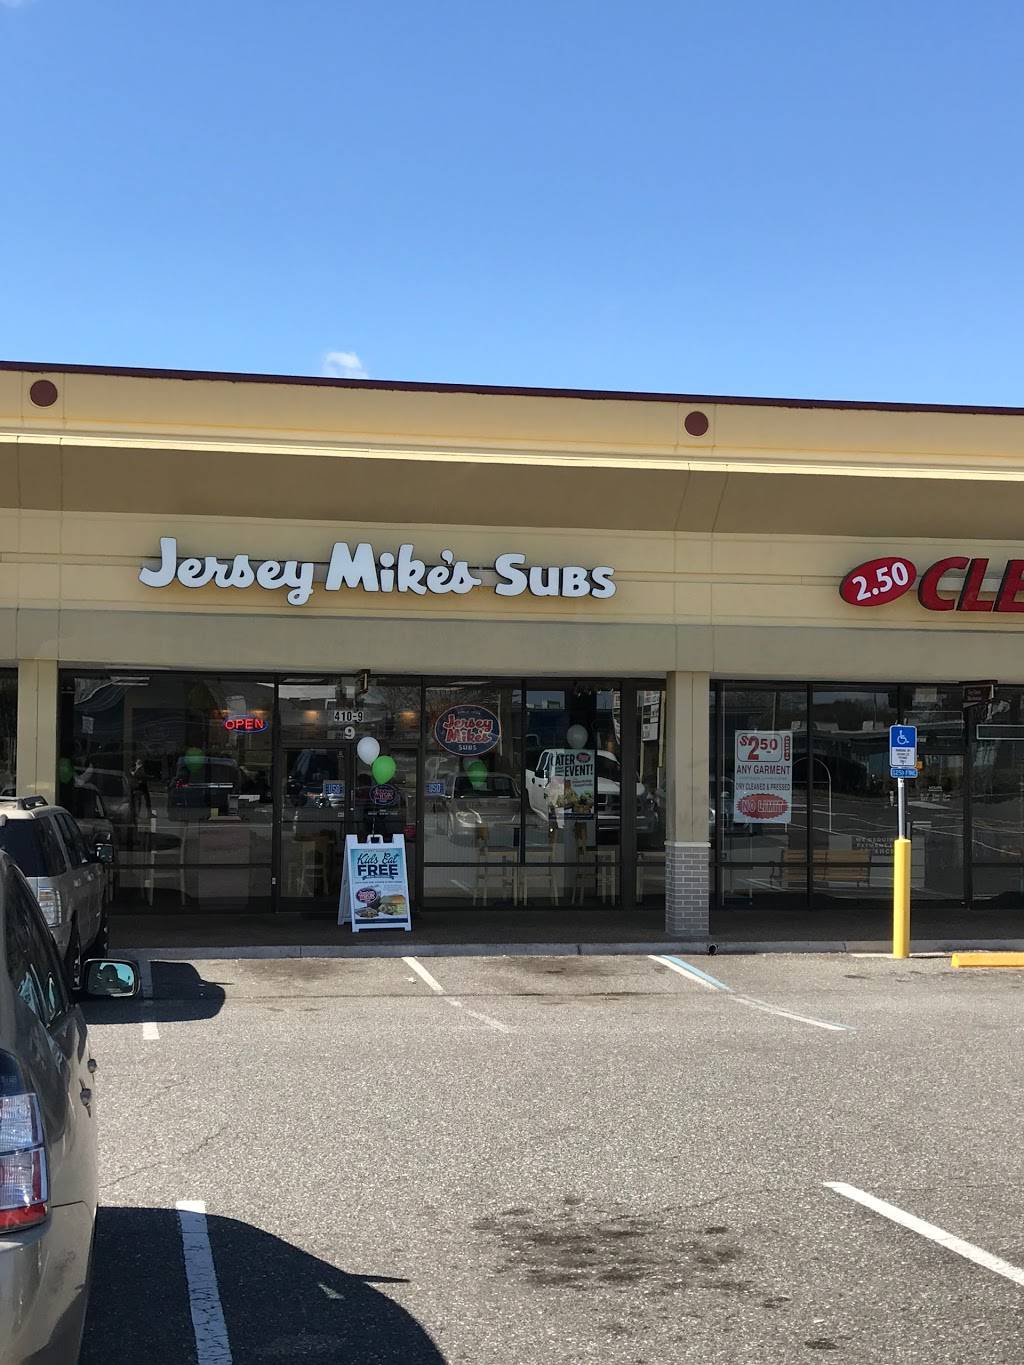 Jersey Mike's SUBS
2.50 CLE
OPEN
410-9
9
Jersey
Mike's
SUBS
$2.50
ANY GARMENT
DRY CLEANED & PRESSED
NO LIMIT
CATER
EVENT!
Kids Eat
FREE